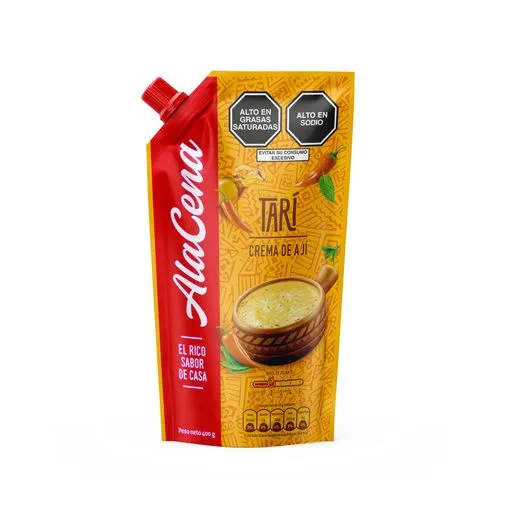 ALTO EN
GRASAS
SATURADAS
ALTO EN
SODIO
EVITAR SU CONSUMO
EXCESIVO
AlaCena
TARÍ
CREMA DE AJÍ
EL RICO
SABOR
DE CASA
Peso neto 400 g